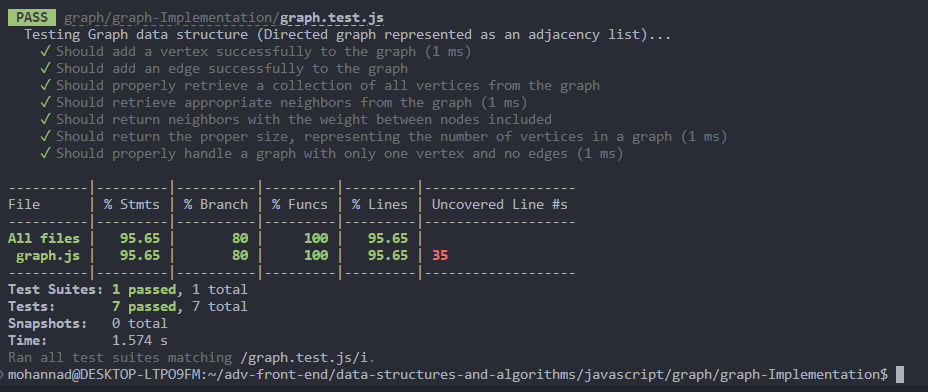 PASS graph/graph-Implementation/graph.test.js
Testing Graph data structure (Directed graph represented as an adjacency list)...
✓ Should add a vertex successfully to the graph (1 ms)
✓ Should add an edge successfully to the graph
✓ Should properly retrieve a collection of all vertices from the graph
✓ Should retrieve appropriate neighbors from the graph (1 ms)
✓ Should return neighbors with the weight between nodes included
✓ Should return the proper size, representing the number of vertices in a graph (1 ms)
✓ Should properly handle a graph with only one vertex and no edges (1 ms)
----------|---------|----------|---------|---------|-------------------
File      | % Stmts | % Branch | % Funcs | % Lines | Uncovered Line #s
----------|---------|----------|---------|---------|-------------------
All files |   95.65 |       80 |     100 |   95.65 |
 graph.js |   95.65 |       80 |     100 |   95.65 | 35
----------|---------|----------|---------|---------|-------------------
Test Suites: 1 passed, 1 total
Tests:       7 passed, 7 total
Snapshots:   0 total
Time:        1.574 s
Ran all test suites matching /graph.test.js/i.
mohannad@DESKTOP-LTPO9FM:~/adv-front-end/data-structures-and-algorithms/javascript/graph/graph-Implementation$